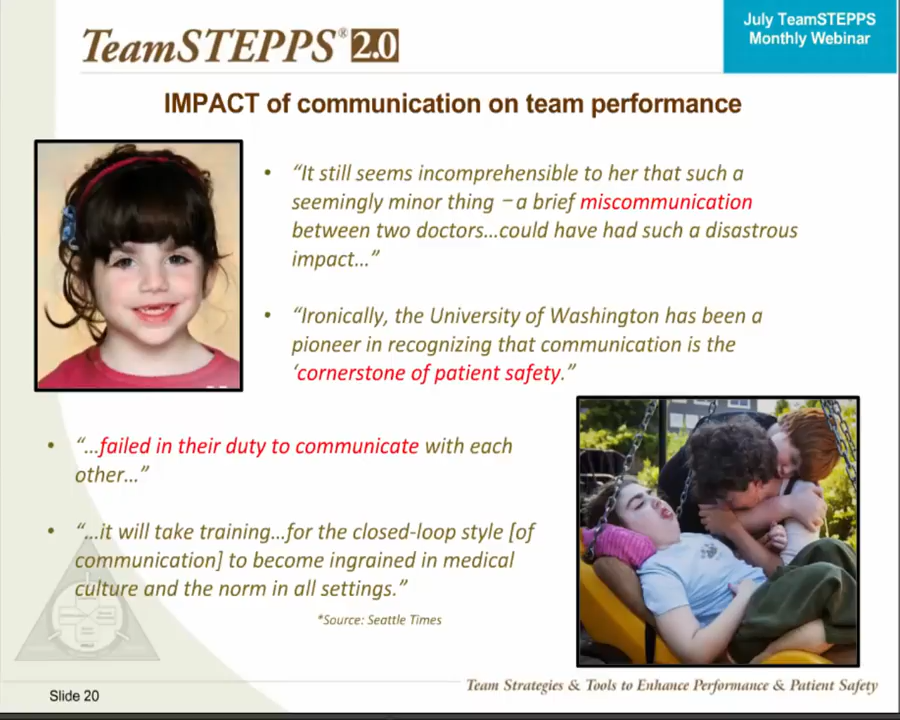 TeamSTEPPS® 2.0
July TeamSTEPPS
Monthly Webinar
IMPACT of communication on team performance
• “It still seems incomprehensible to her that such a
seemingly minor thing – a brief miscommunication
between two doctors…could have had such a disastrous
impact…”
• “Ironically, the University of Washington has been a
pioneer in recognizing that communication is the
‘cornerstone of patient safety.”
• “…failed in their duty to communicate with each
other…”
• “…it will take training…for the closed-loop style [of
communication] to become ingrained in medical
culture and the norm in all settings.”
*Source: Seattle Times
Slide 20
Team Strategies & Tools to Enhance Performance & Patient Safety